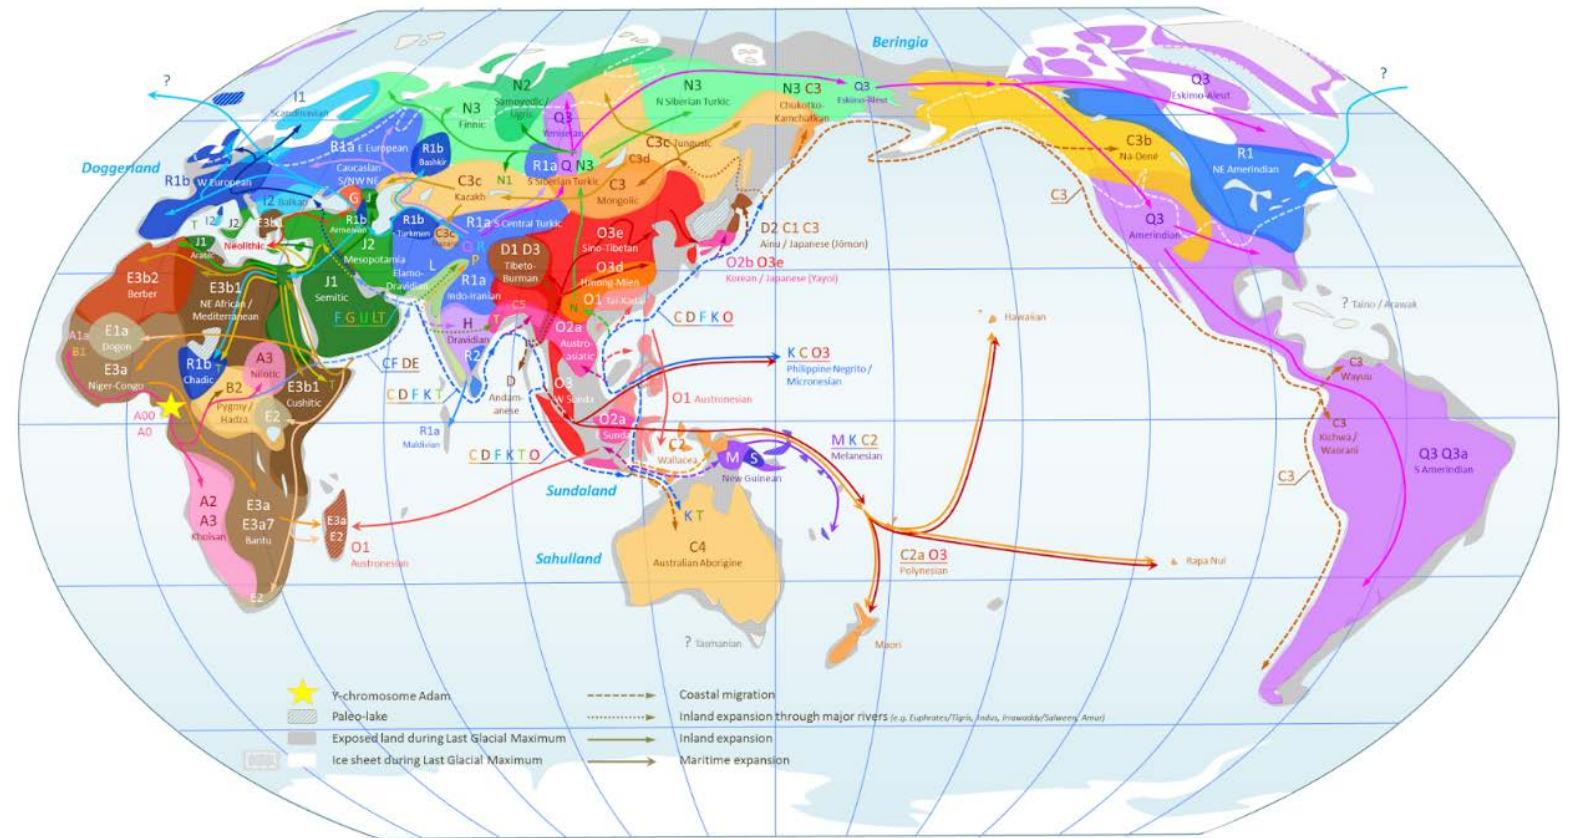 Beringia
?
?
I1
Scandinavian
N2
Samoyedic /
Ugric
N3
Finnic
N3
N Siberian Turkic
N3 C3
Chukotko-
Kamchatkan
Q3
Eskimo-Aleut
Q3
Eskimo-Aleut
Q3
Yeniseian
R1a E European
R1b
Bashkir
Caucasian
S/NW NE
Doggerland
R1b
W European
R1a
Q
N3
S Siberian Turkic
C3c Tungusic
C3d
C3b
Na-Dené
R1
NE Amerindian
I2 Balkan
G
J
C3c
Kazakh
N1
C3
Mongolic
C3
Q3
Amerindian
T
I2
J2
Neolithic
R1b
Armenian
R1b
Turkmen
R1a S Central Turkic
C3c
Hazara
D2 C1 C3
Ainu / Japanese (Jōmon)
O2b O3e
Korean / Japanese (Yayoi)
J1
Arabic
J2
Mesopotamia
Elamo-
Dravidian
L
Q R
P
D1 D3
Tibeto-
Burman
O3e
Sino-Tibetan
O3d
Hmong-Mien
E3b2
Berber
E3b1
NE African /
Mediterranean
J1
Semitic
R1a
Indo-Iranian
O1 Tai-Kadai
C5
F G IJ LT
C D F K O
? Taino / Arawak
Hawaiian
A1a
B1
E1a
Dogon
H
Dravidian
T
O2a
Austro-
asiatic
E3a
Niger-Congo
R1b
Chadic
T
A3
Nilotic
CF DE
R2
K C O3
Philippine Negrito /
Micronesian
C3
Wayuu
B2
Pygmy /
Hadza
E3b1
Cushitic
T
C D F K T
D
Andam-
anese
O3
W Sunda
O1 Austronesian
A00
A0
E2
R1a
Maldivian
O2a
Sunda
C2
Wallacea
M K C2
Melanesian
C3
Kichwa /
Waorani
C D F K T O
M
S
New Guinean
Q3 Q3a
S Amerindian
C3
Sundaland
A2
A3
Khoisan
E3a
E3a7
Bantu
E3a
E2
O1
Austronesian
K T
C4
Australian Aborigine
Sahulland
C2a O3
Polynesian
Rapa Nui
E2
? Tasmanian
Maori
Y-chromosome Adam
Coastal migration
Paleo-lake
Inland expansion through major rivers (e.g. Euphrates/Tigris, Indus, Irrawaddy/Salween, Amur)
Exposed land during Last Glacial Maximum
Inland expansion
Ice sheet during Last Glacial Maximum
Maritime expansion